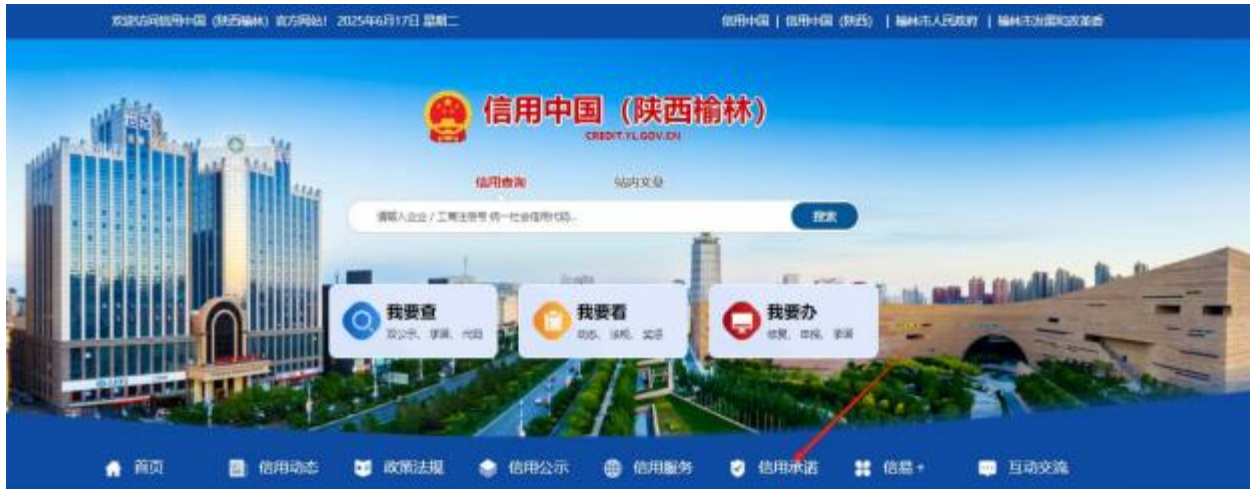 欢迎访问信用中国（陕西榆林）官方网站！ 2025年6月17日 星期二
信用中国 | 信用中国（陕西） | 榆林市人民政府 | 榆林市发展和改革委
信用中国（陕西榆林）
CREDIT.YL.GOV.CN
信用查询 站内文章
请输入企业 / 工商注册号 统一社会信用代码...
搜索
我要查
双公示、承诺、代码
我要看
动态、法规、奖惩
我要办
修复、申报、承诺
首页 信用动态 政策法规 信用公示 信用服务 信用承诺 信易+ 互动交流